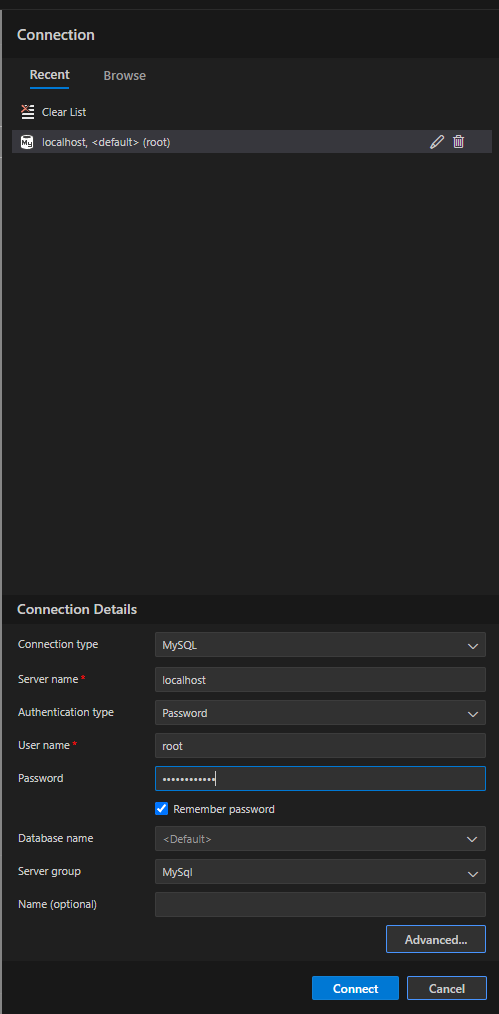 Connection
Recent Browse
Clear List
My localhost, <default> (root)
Connection Details
Connection type MySQL
Server name * localhost
Authentication type Password
User name * root
Password ••••••••••••
Remember password
Database name <Default>
Server group MySql
Name (optional)
Advanced...
Connect Cancel